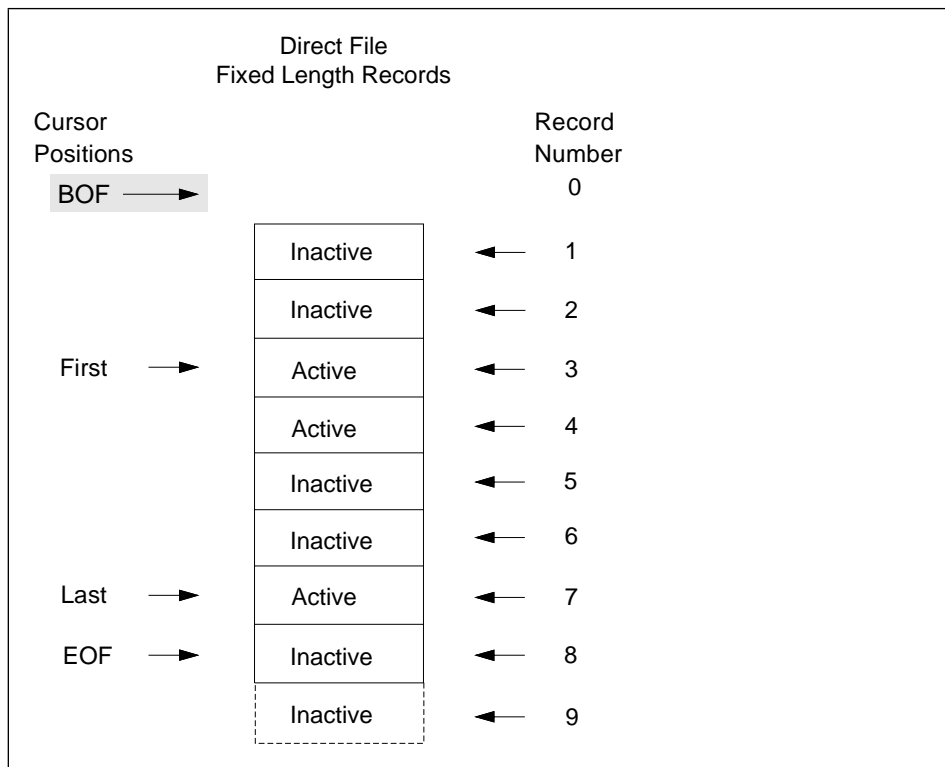 Direct File
Fixed Length Records
Cursor
Positions
Record
Number
BOF
0
Inactive
1
Inactive
2
First
Active
3
Active
4
Inactive
5
Inactive
6
Last
Active
7
EOF
Inactive
8
Inactive
9